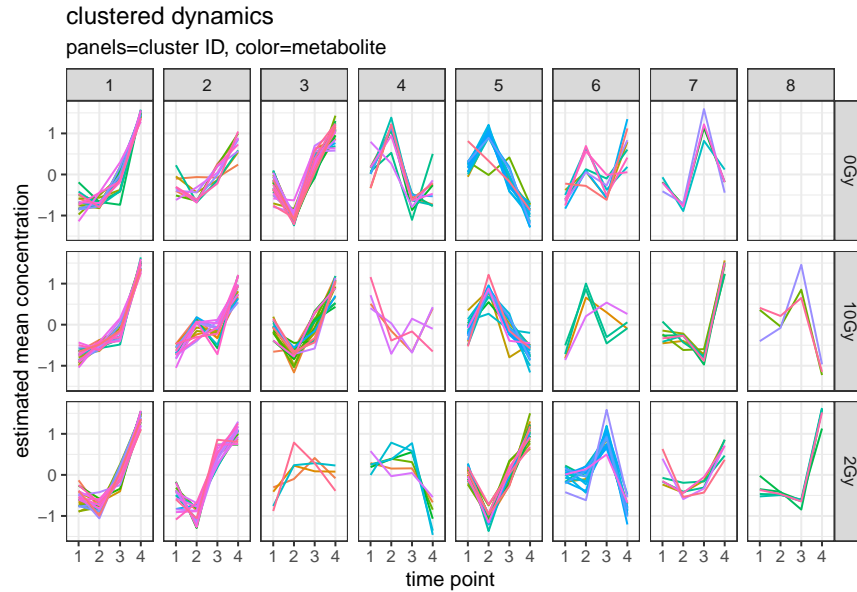 clustered dynamics
panels=cluster ID, color=metabolite
1 2 3 4 5 6 7 8
1
0
−1
0Gy
1
0
−1
10Gy
1
0
−1
2Gy
estimated mean concentration
1 2 3 4 1 2 3 4 1 2 3 4 1 2 3 4 1 2 3 4 1 2 3 4 1 2 3 4 1 2 3 4
time point